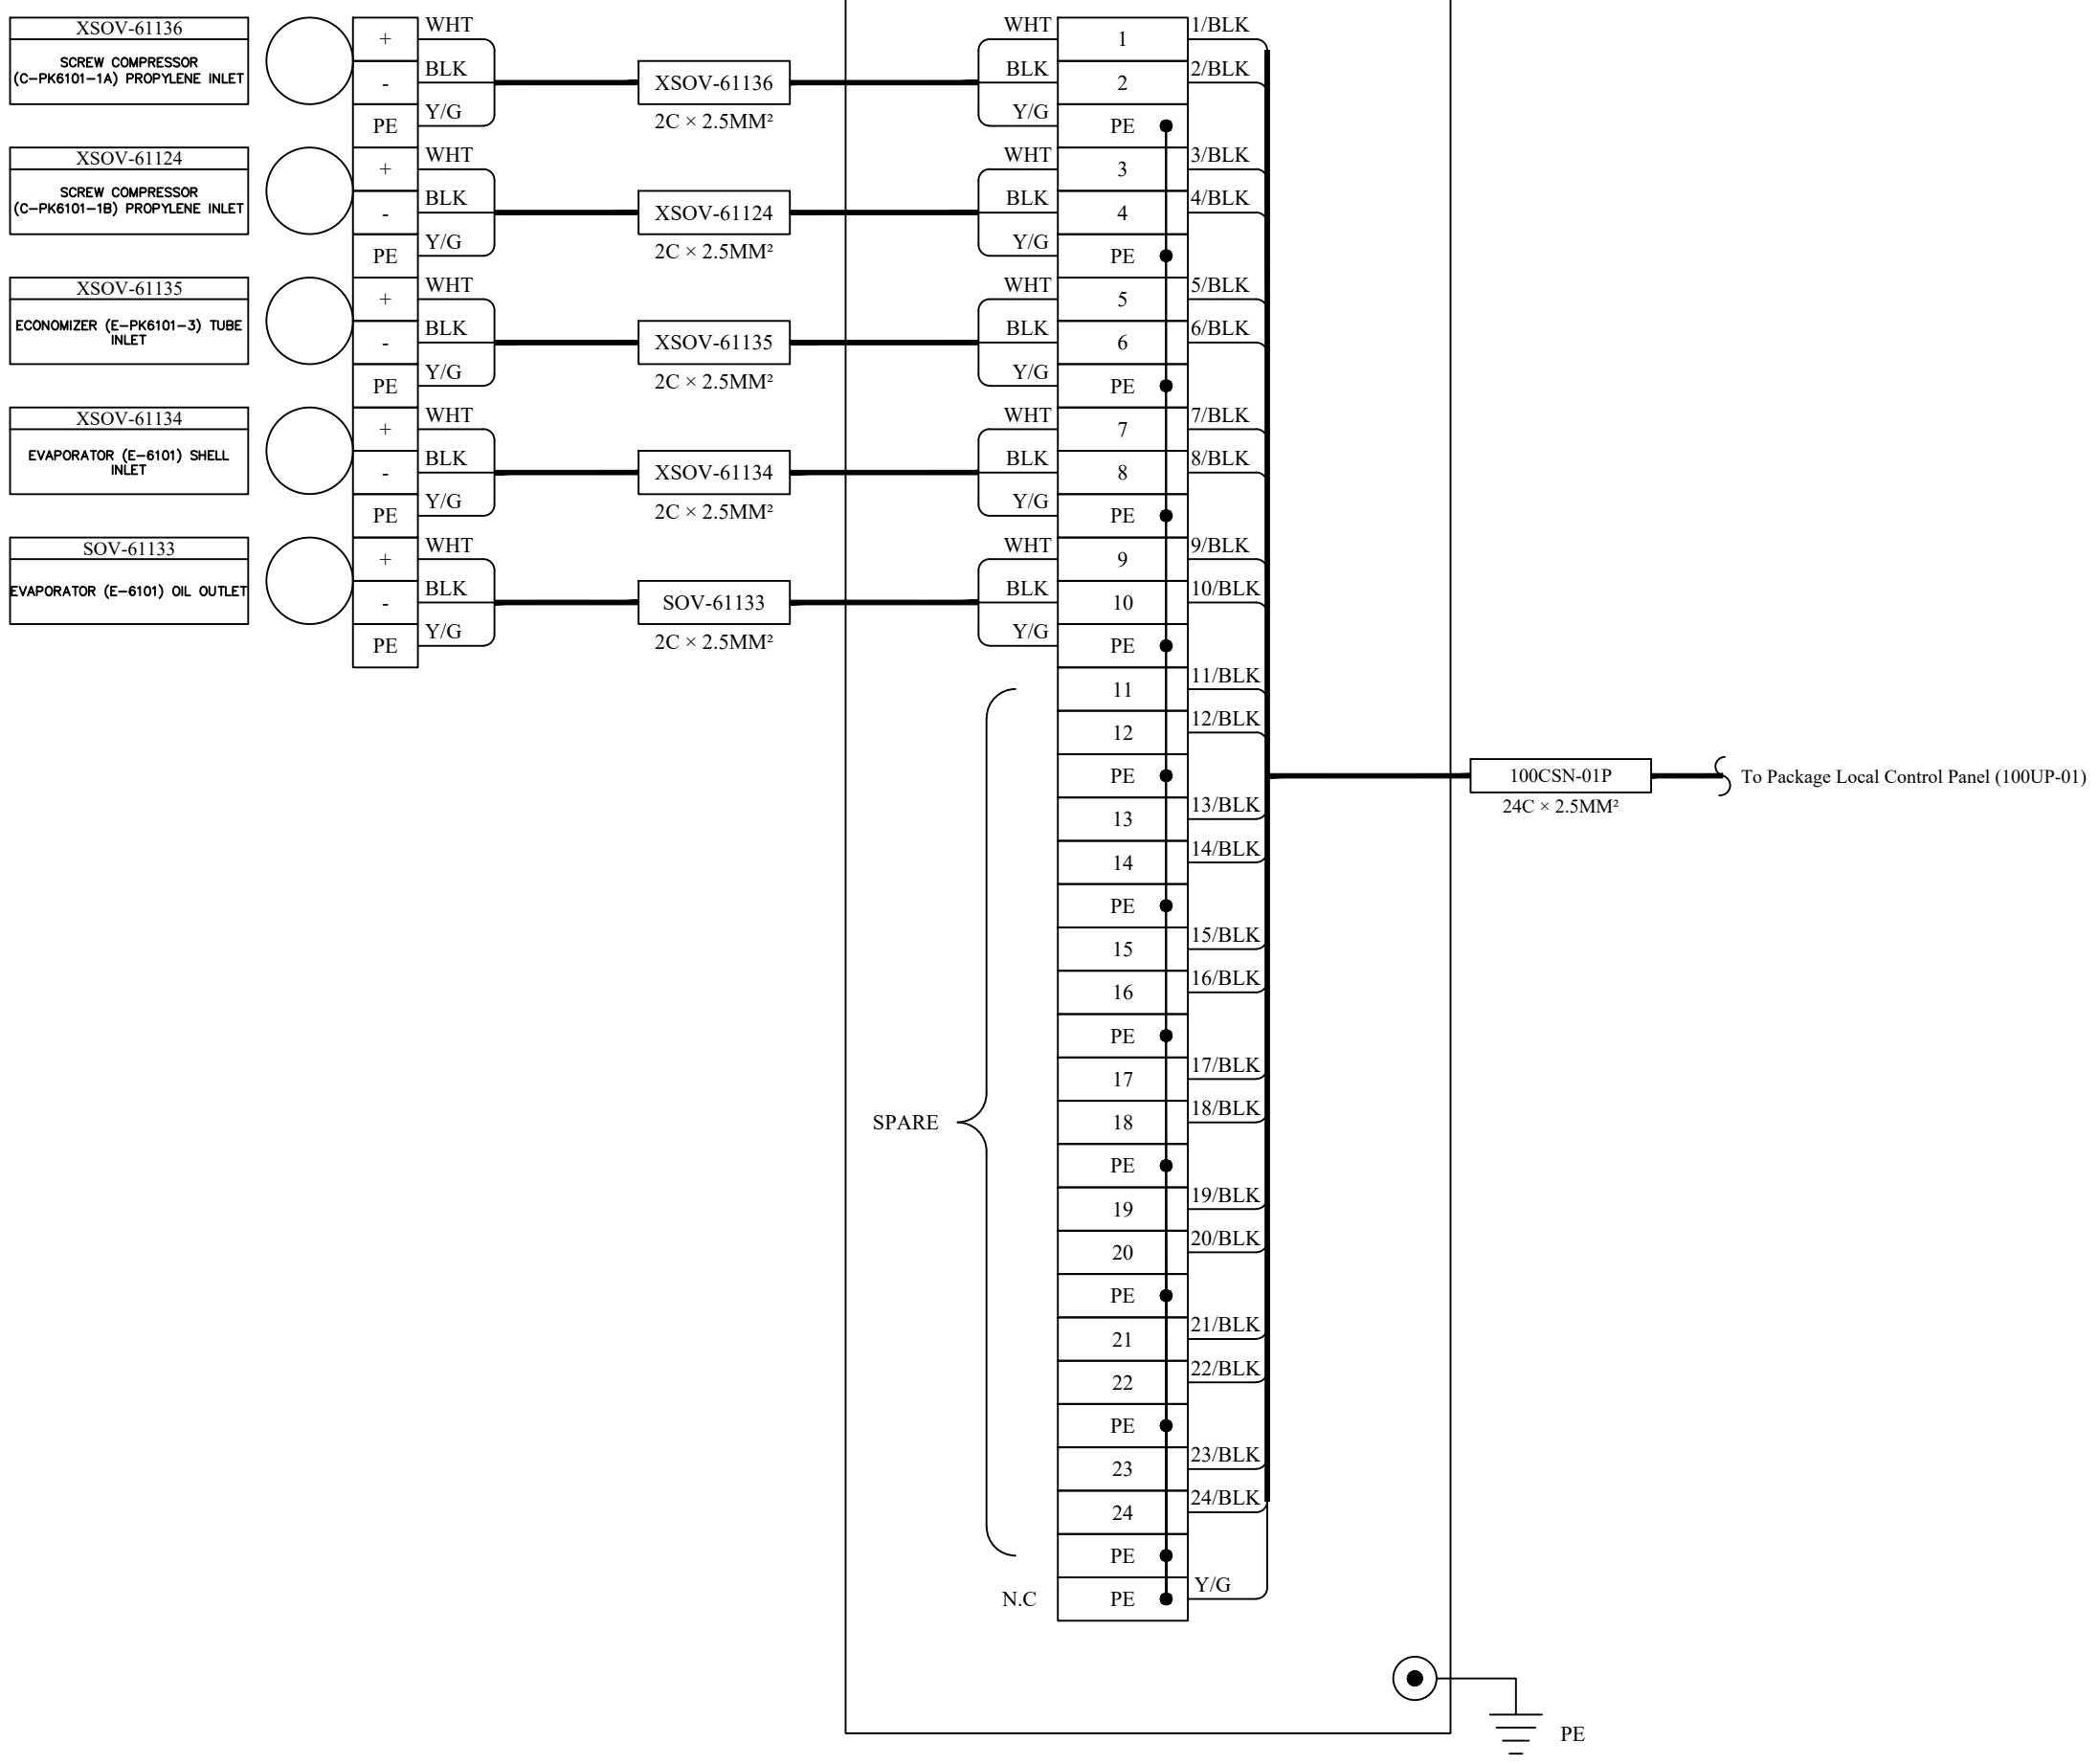 XSOV-61136
SCREW COMPRESSOR
(C-PK6101-1A) PROPYLENE INLET
+
-
PE
WHT
BLK
Y/G
XSOV-61136
2C × 2.5MM²
WHT
BLK
Y/G
1
2
PE
1/BLK
2/BLK
XSOV-61124
SCREW COMPRESSOR
(C-PK6101-1B) PROPYLENE INLET
+
-
PE
WHT
BLK
Y/G
XSOV-61124
2C × 2.5MM²
WHT
BLK
Y/G
3
4
PE
3/BLK
4/BLK
XSOV-61135
ECONOMIZER (E-PK6101-3) TUBE
INLET
+
-
PE
WHT
BLK
Y/G
XSOV-61135
2C × 2.5MM²
WHT
BLK
Y/G
5
6
PE
5/BLK
6/BLK
XSOV-61134
EVAPORATOR (E-6101) SHELL
INLET
+
-
PE
WHT
BLK
Y/G
XSOV-61134
2C × 2.5MM²
WHT
BLK
Y/G
7
8
PE
7/BLK
8/BLK
SOV-61133
EVAPORATOR (E-6101) OIL OUTLET
+
-
PE
WHT
BLK
Y/G
SOV-61133
2C × 2.5MM²
WHT
BLK
Y/G
9
10
PE
9/BLK
10/BLK
SPARE
11
12
PE
11/BLK
12/BLK
13
14
PE
13/BLK
14/BLK
15
16
PE
15/BLK
16/BLK
17
18
PE
17/BLK
18/BLK
19
20
PE
19/BLK
20/BLK
21
22
PE
21/BLK
22/BLK
23
24
PE
23/BLK
24/BLK
N.C
PE
Y/G
100CSN-01P
24C × 2.5MM²
To Package Local Control Panel (100UP-01)
PE